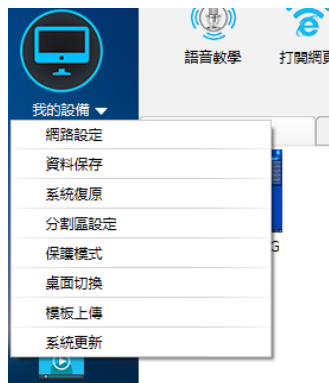 語音教學
打開網頁
我的設備
網路設定
資料保存
系統復原
分割區設定
保護模式
桌面切換
模板上傳
系統更新
G